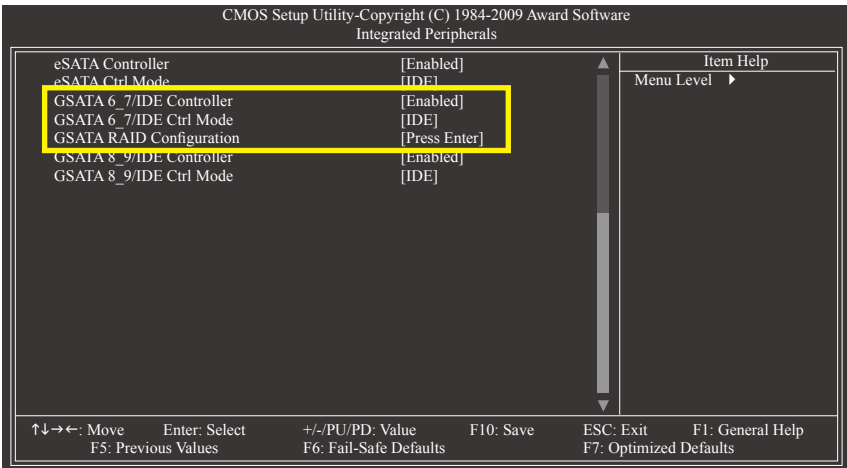 CMOS Setup Utility-Copyright (C) 1984-2009 Award Software
Integrated Peripherals
eSATA Controller [Enabled]
eSATA Ctrl Mode [IDE]
GSATA 6_7/IDE Controller [Enabled]
GSATA 6_7/IDE Ctrl Mode [IDE]
GSATA RAID Configuration [Press Enter]
GSATA 8_9/IDE Controller [Enabled]
GSATA 8_9/IDE Ctrl Mode [IDE]
Item Help
Menu Level
↑↓→←: Move Enter: Select +/-/PU/PD: Value F10: Save ESC: Exit F1: General Help
F5: Previous Values F6: Fail-Safe Defaults F7: Optimized Defaults